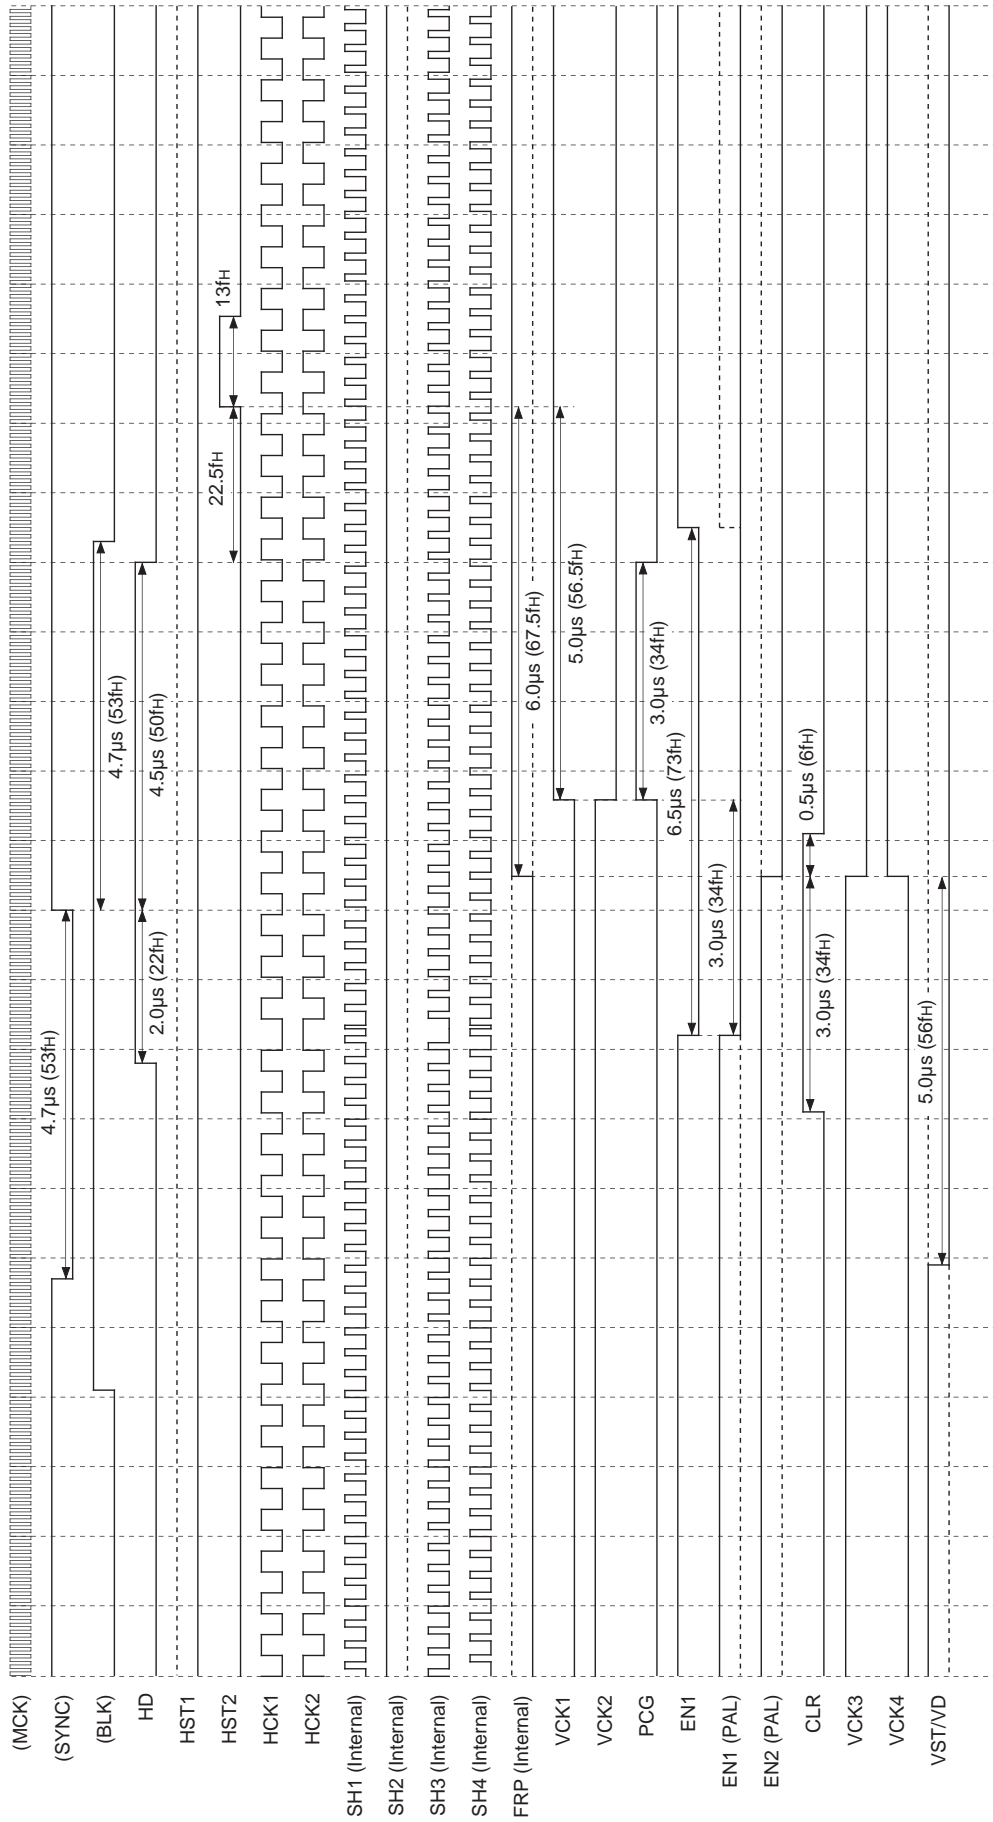 (MCK)
(SYNC)
4.7µs (53fH)
(BLK)
4.7µs (53fH)
HD
2.0µs (22fH)
4.5µs (50fH)
HST1
HST2
22.5fH
13fH
HCK1
HCK2
SH1 (Internal)
SH2 (Internal)
SH3 (Internal)
SH4 (Internal)
FRP (Internal)
6.0µs (67.5fH)
VCK1
5.0µs (56.5fH)
VCK2
PCG
3.0µs (34fH)
EN1
6.5µs (73fH)
EN1 (PAL)
3.0µs (34fH)
EN2 (PAL)
CLR
3.0µs (34fH)
0.5µs (6fH)
VCK3
VCK4
VST/VD
5.0µs (56fH)